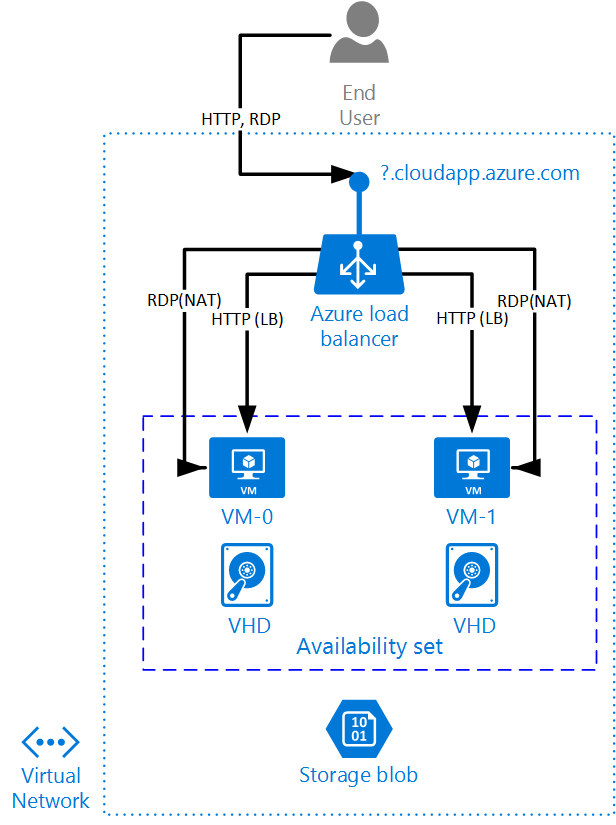 End
User
HTTP, RDP
?.cloudapp.azure.com
RDP(NAT)
RDP(NAT)
HTTP (LB)
HTTP (LB)
Azure load
balancer
VM
VM
VM-0
VM-1
VHD
VHD
Availability set
10
01
Storage blob
Virtual
Network